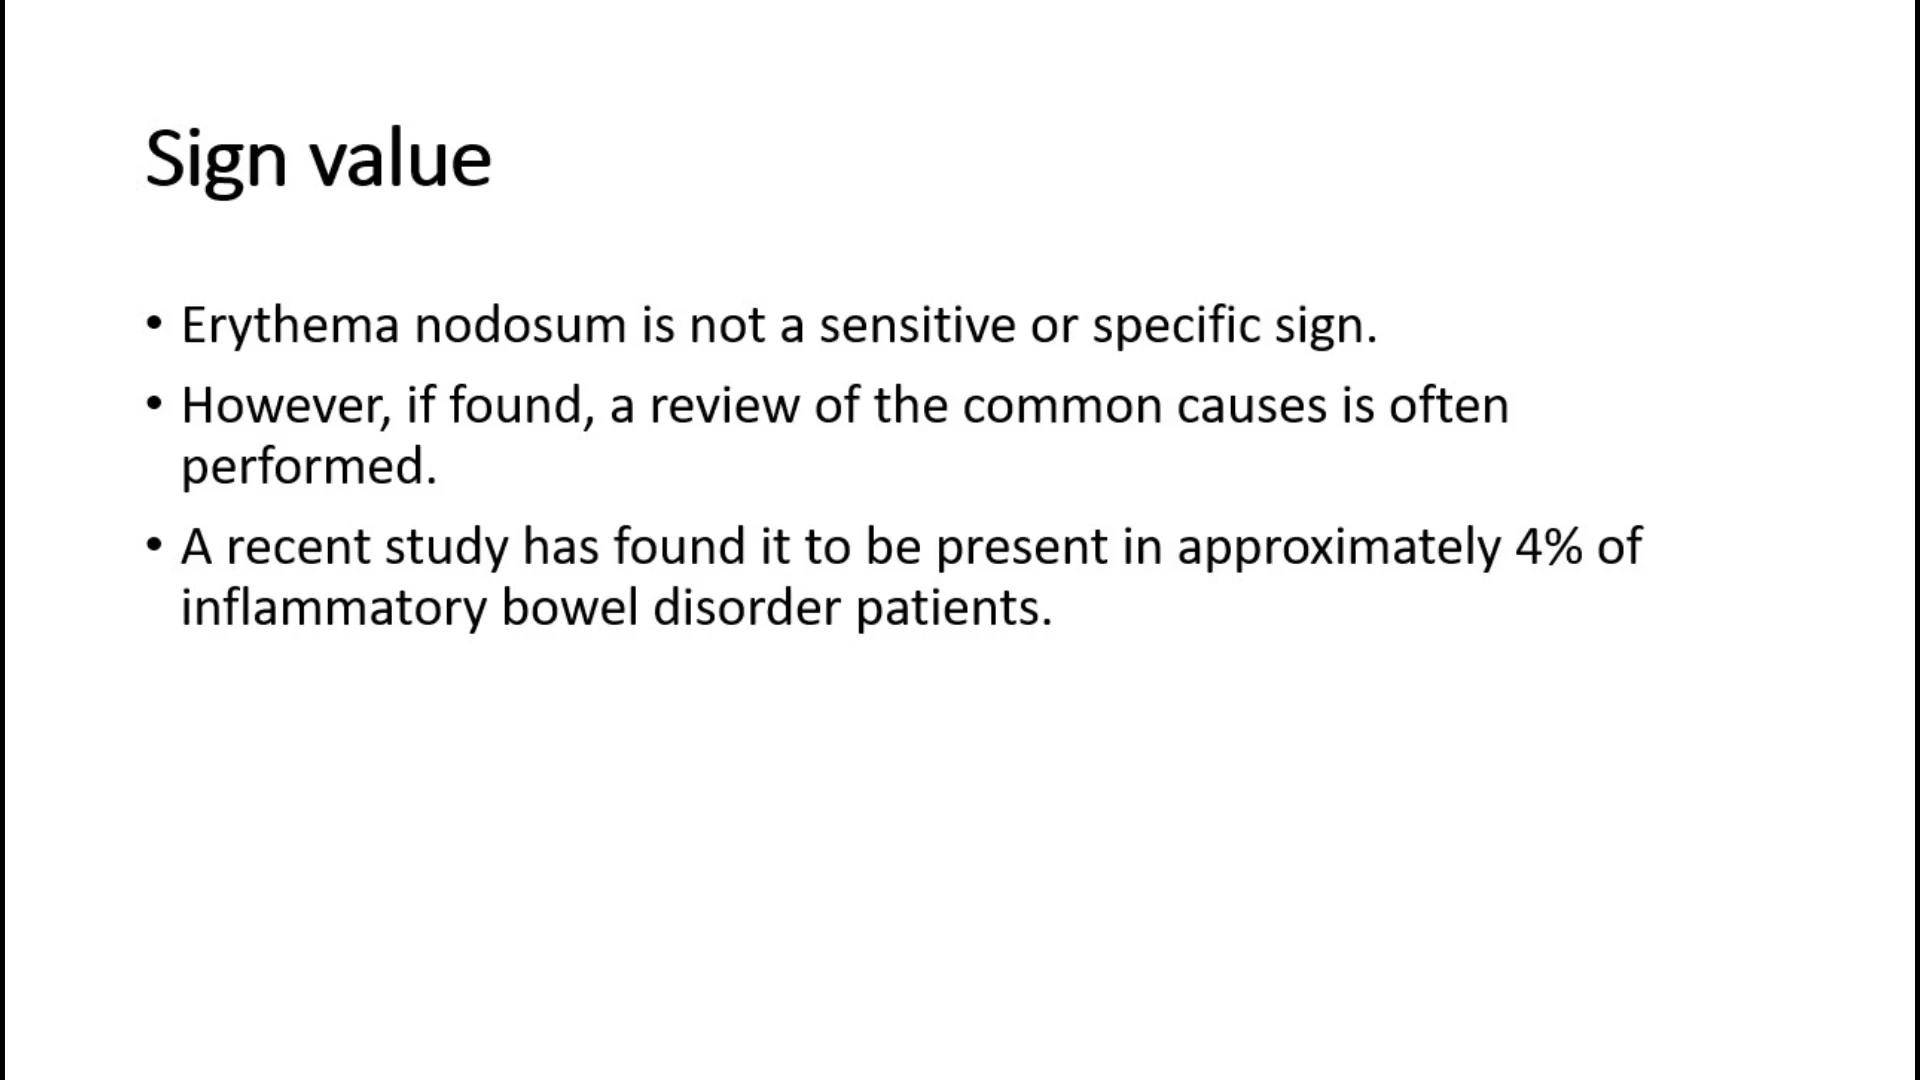 Sign value
• Erythema nodosum is not a sensitive or specific sign.
• However, if found, a review of the common causes is often
performed.
• A recent study has found it to be present in approximately 4% of
inflammatory bowel disorder patients.